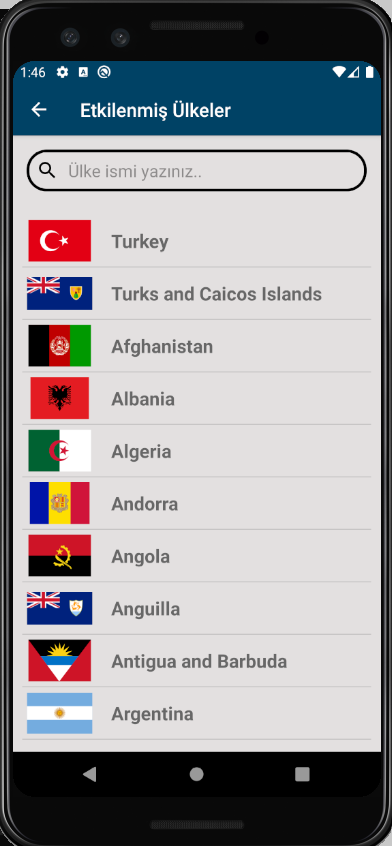 1:46
Etkilenmiş Ülkeler
Ülke ismi yazınız..
Turkey
Turks and Caicos Islands
Afghanistan
Albania
Algeria
Andorra
Angola
Anguilla
Antigua and Barbuda
Argentina